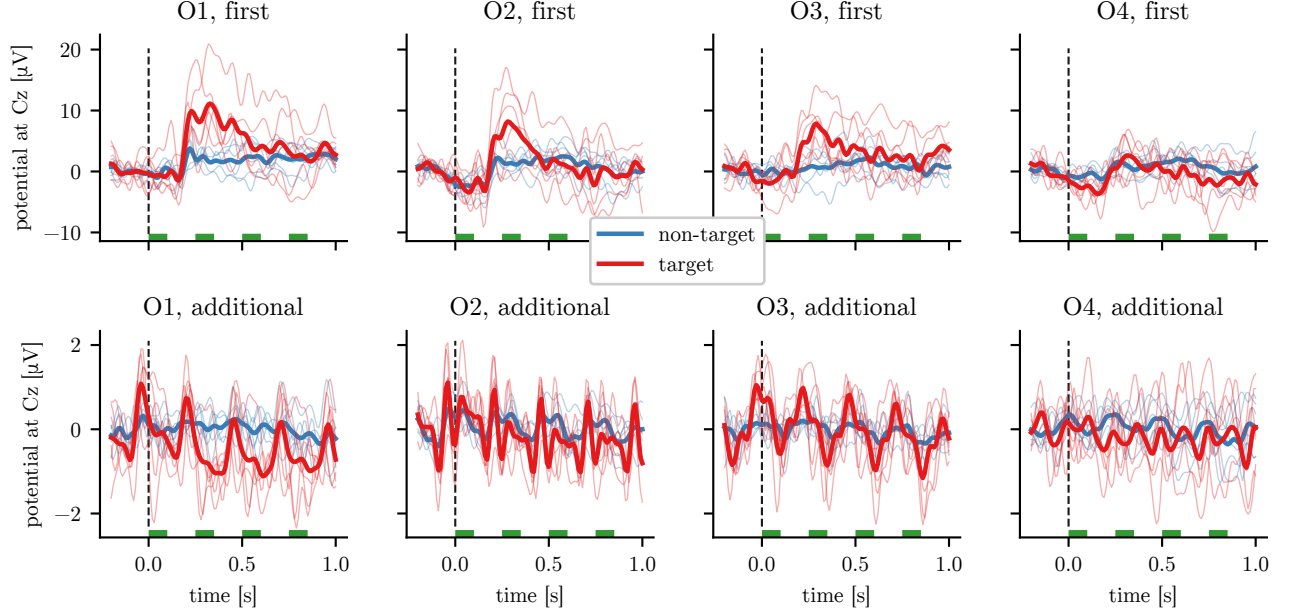 O1, first
O2, first
O3, first
O4, first
potential at Cz [µV]
20
10
0
−10
non-target
target
O1, additional
O2, additional
O3, additional
O4, additional
potential at Cz [µV]
2
0
−2
0.0 0.5 1.0
0.0 0.5 1.0
0.0 0.5 1.0
0.0 0.5 1.0
time [s]
time [s]
time [s]
time [s]